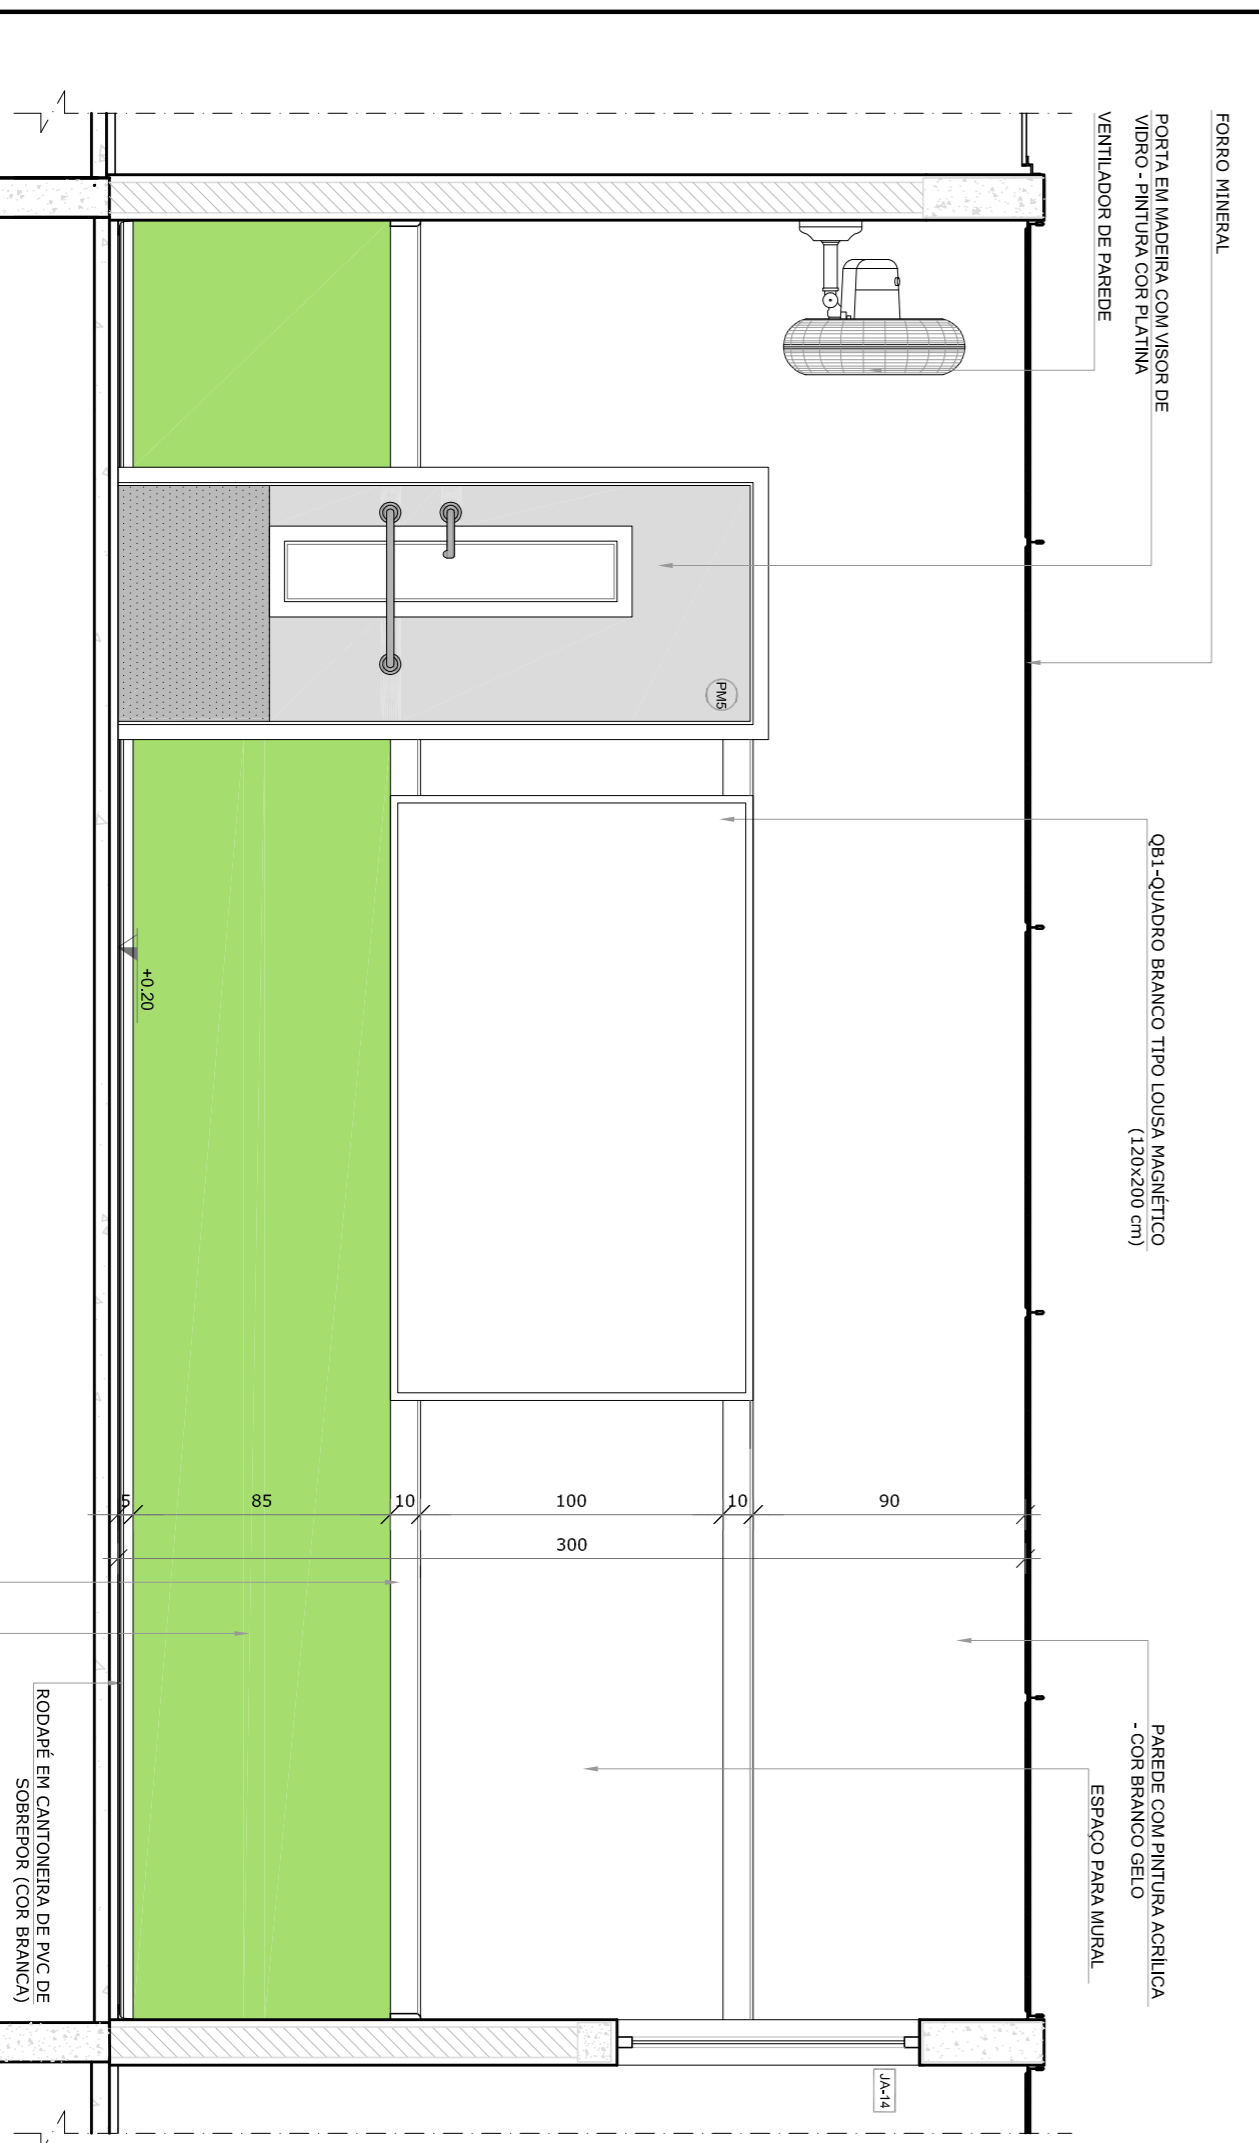 FORRO MINERAL
PORTA EM MADEIRA COM VISOR DE
VIDRO - PINTURA COR PLATINA
VENTILADOR DE PAREDE
PM5
QB1-QUADRO BRANCO TIPO LOUSA MAGNÉTICO
(120x200 cm)
+0.20
5
85
10
100
10
90
300
PAREDE COM PINTURA ACRÍLICA
- COR BRANCO GELO
ESPAÇO PARA MURAL
RODAPÉ EM CANTONEIRA DE PVC DE
SOBREPOR (COR BRANCA)
JA-14